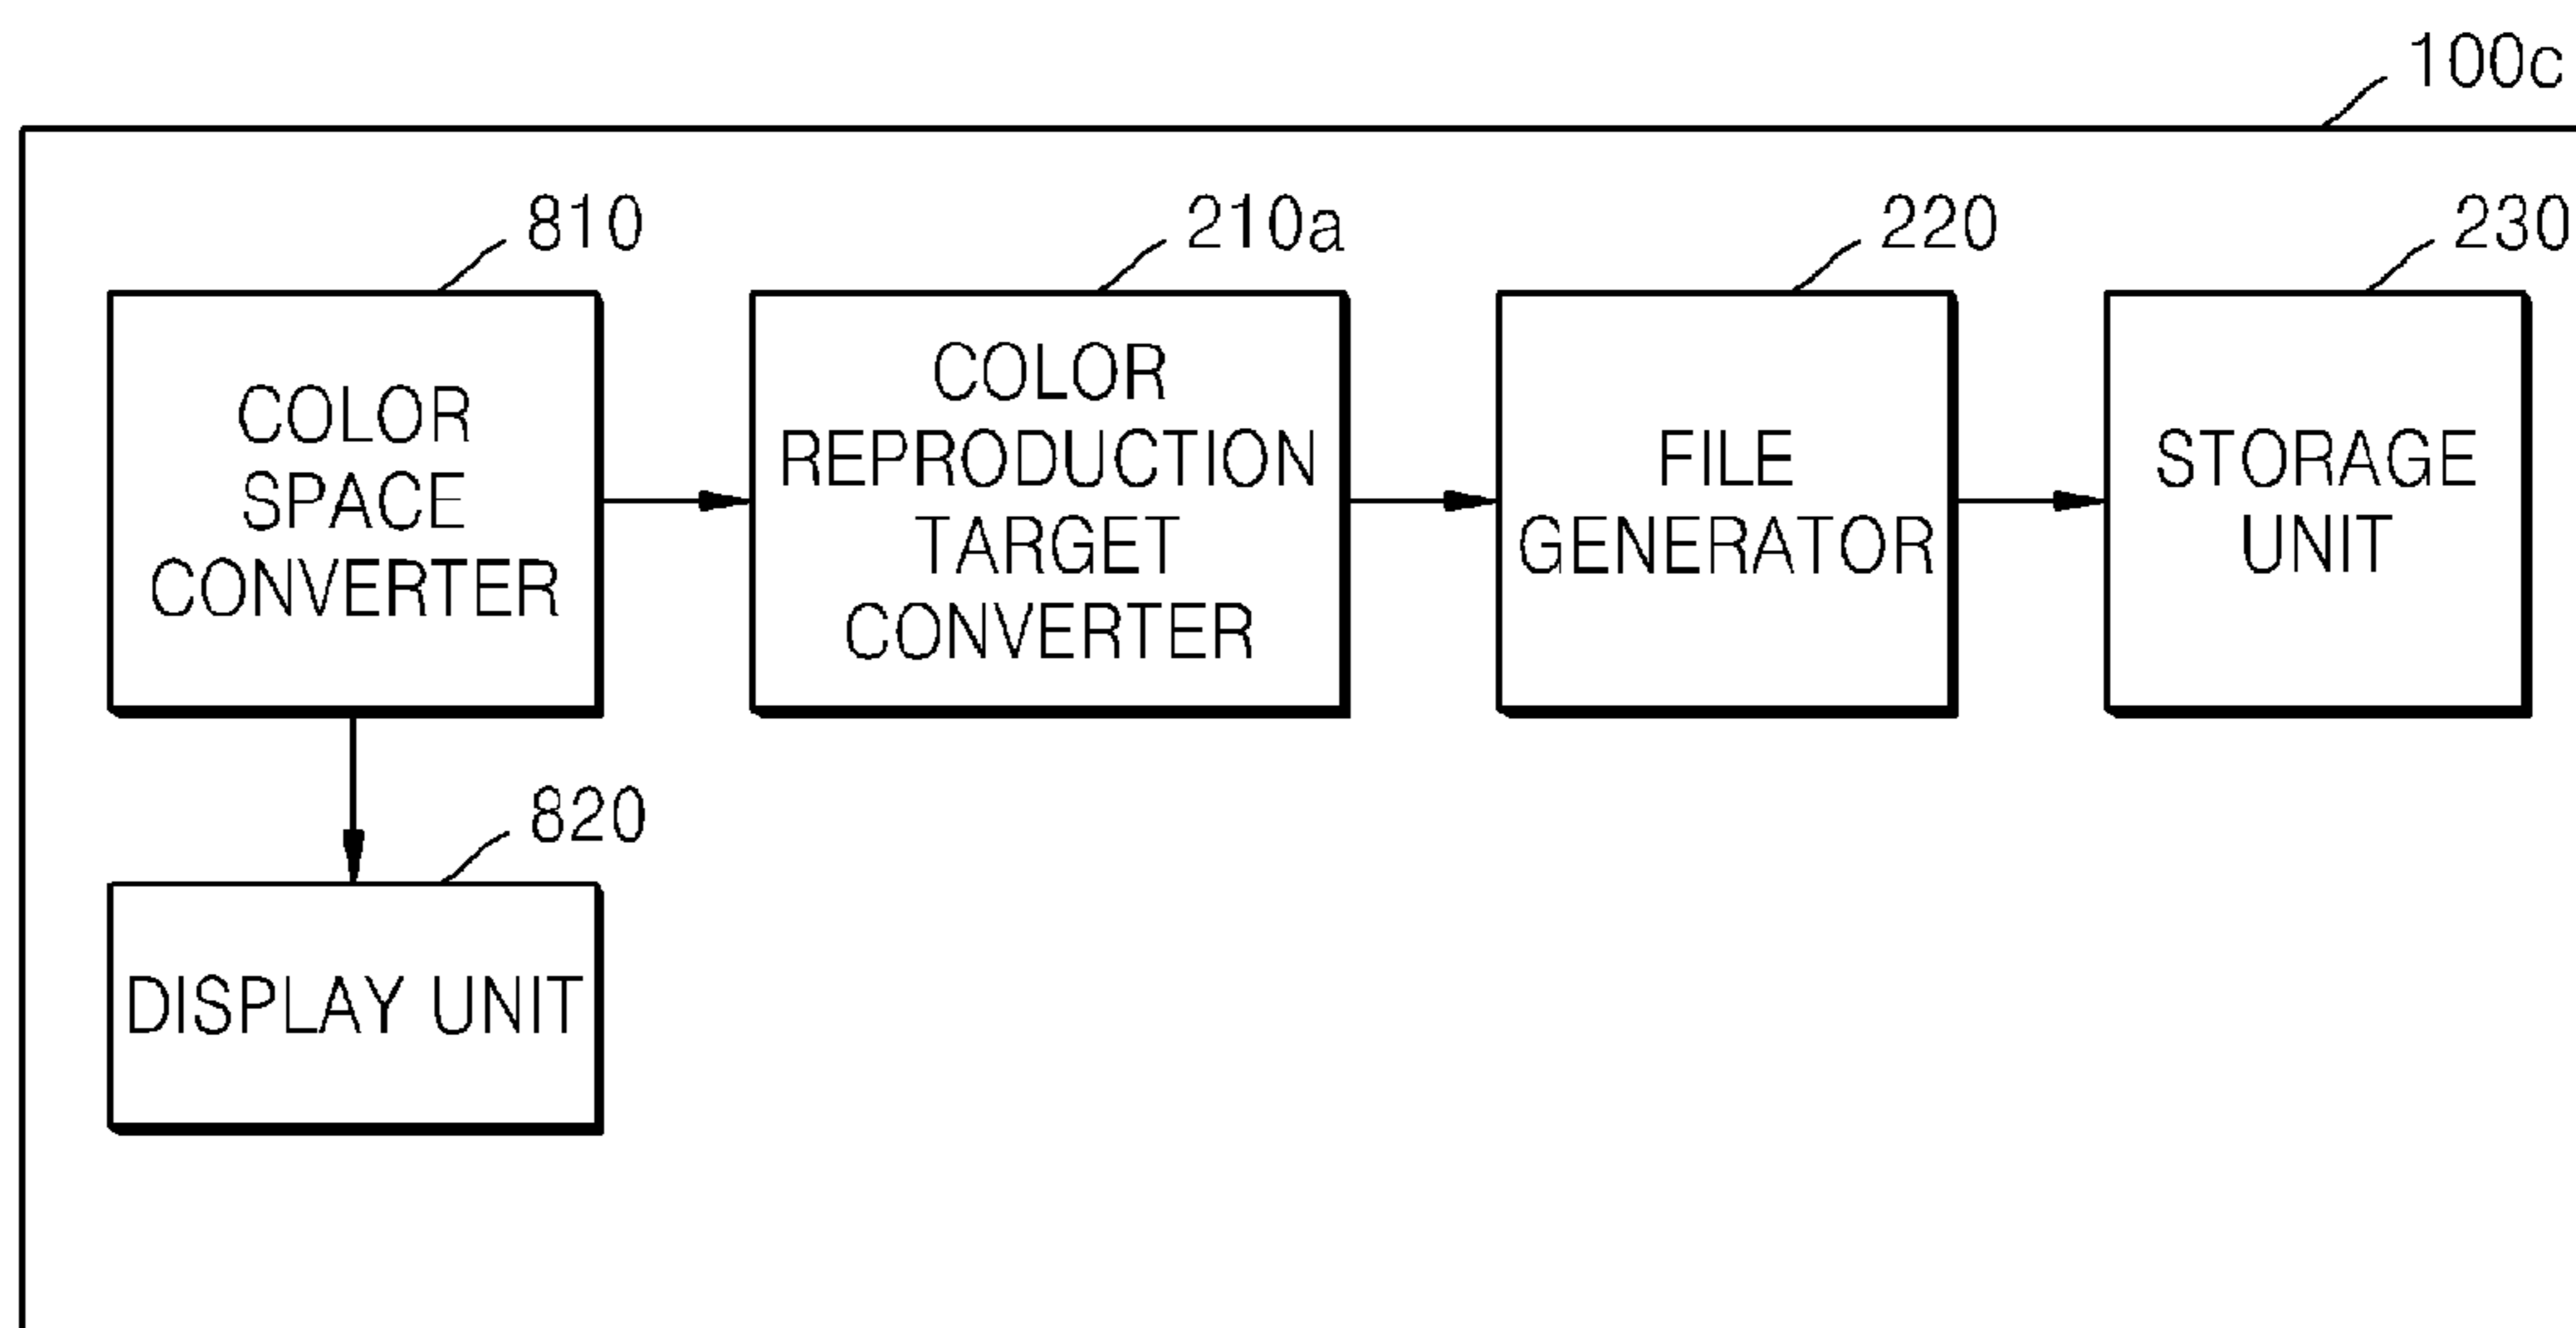 100c
810
210a
220
230
COLOR
SPACE
CONVERTER
COLOR
REPRODUCTION
TARGET
CONVERTER
FILE
GENERATOR
STORAGE
UNIT
820
DISPLAY UNIT